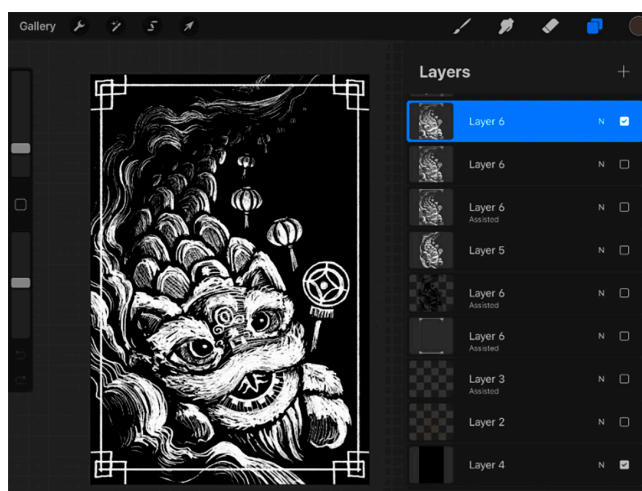 Gallery
Layers
Layer 6 N
Layer 6 N
Layer 6 N
Assisted
Layer 5 N
Layer 6 N
Assisted
Layer 6 N
Assisted
Layer 3 N
Assisted
Layer 2 N
Layer 4 N